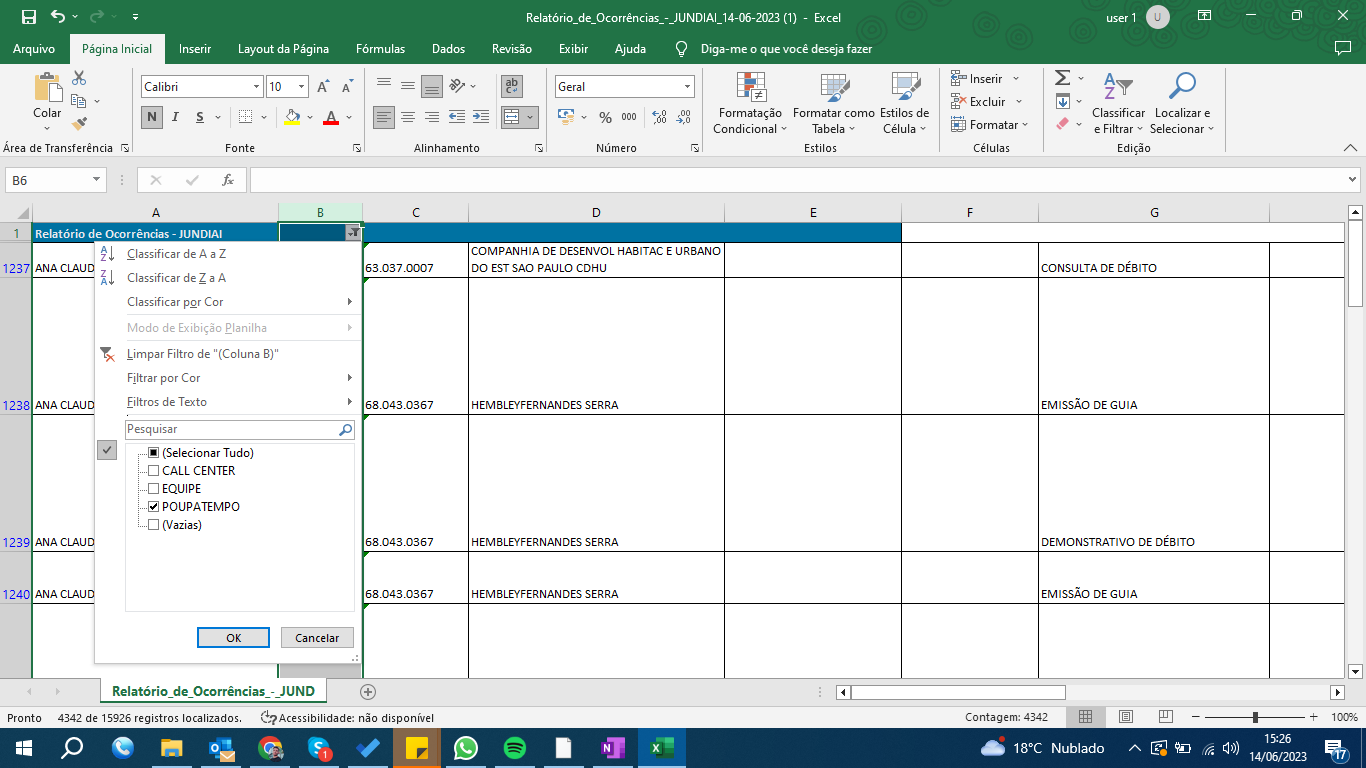 Relatório_de_Ocorrências_-_JUNDIAI_14-06-2023 (1) - Excel
user 1
U
Arquivo
Página Inicial
Inserir
Layout da Página
Fórmulas
Dados
Revisão
Exibir
Ajuda
Diga-me o que você deseja fazer
Colar
Área de Transferência
Calibri
10
N I S
Fonte
ab
Alinhamento
Geral
% 000
Número
Formatação Condicional
Formatar como Tabela
Estilos de Célula
Estilos
Inserir
Excluir
Formatar
Células
Classificar e Filtrar
Localizar e Selecionar
Edição
B6
fx
A B C D E F G
1 Relatório de Ocorrências - JUNDIAI
1237 ANA CLAUD 63.037.0007 COMPANHIA DE DESENVOL HABITAC E URBANO
DO EST SAO PAULO CDHU CONSULTA DE DÉBITO
1238 ANA CLAUD 68.043.0367 HEMBLEYFERNANDES SERRA EMISSÃO DE GUIA
1239 ANA CLAUD 68.043.0367 HEMBLEYFERNANDES SERRA DEMONSTRATIVO DE DÉBITO
1240 ANA CLAUD 68.043.0367 HEMBLEYFERNANDES SERRA EMISSÃO DE GUIA
Classificar de A a Z
Classificar de Z a A
Classificar por Cor
Modo de Exibição Planilha
Limpar Filtro de "(Coluna B)"
Filtrar por Cor
Filtros de Texto
Pesquisar
(Selecionar Tudo)
CALL CENTER
EQUIPE
POUPATEMPO
(Vazias)
OK
Cancelar
Relatório_de_Ocorrências_-_JUND
Pronto
4342 de 15926 registros localizados.
Acessibilidade: não disponível
Contagem: 4342
100%
1
18°C Nublado
15:26
14/06/2023
17